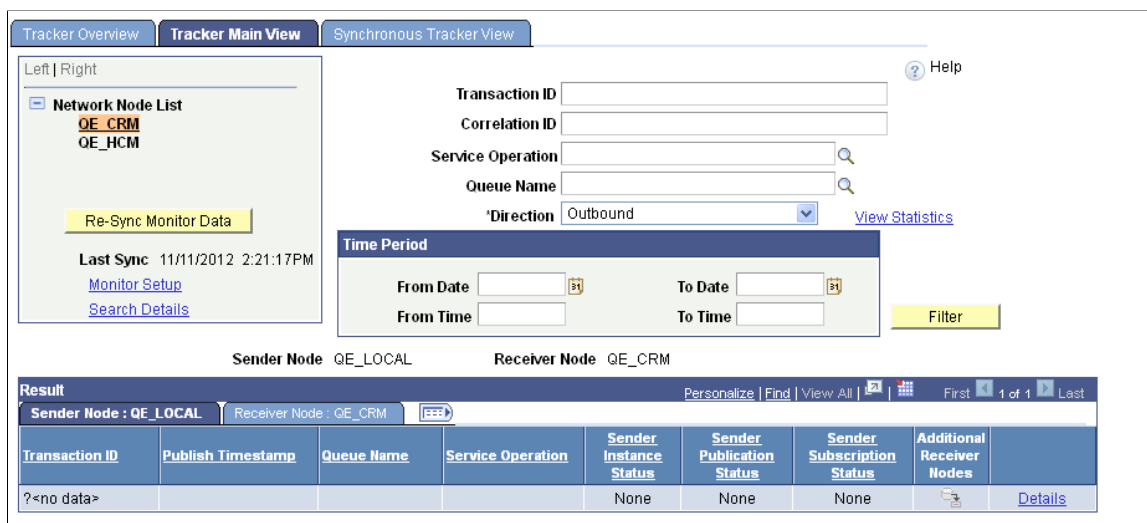 Tracker Overview Tracker Main View Synchronous Tracker View
Left | Right
Help
Network Node List
QE_CRM
QE_HCM
Re-Sync Monitor Data
Last Sync 11/11/2012 2:21:17PM
Monitor Setup
Search Details
Transaction ID
Correlation ID
Service Operation
Queue Name
*Direction Outbound
View Statistics
Time Period
From Date To Date
From Time To Time
Filter
Sender Node QE_LOCAL Receiver Node QE_CRM
Result Personalize | Find | View All | | First 1 of 1 Last
Sender Node : QE_LOCAL Receiver Node : QE_CRM
Transaction ID Publish Timestamp Queue Name Service Operation Sender Instance Status Sender Publication Status Sender Subscription Status Additional Receiver Nodes
?<no data> None None None Details